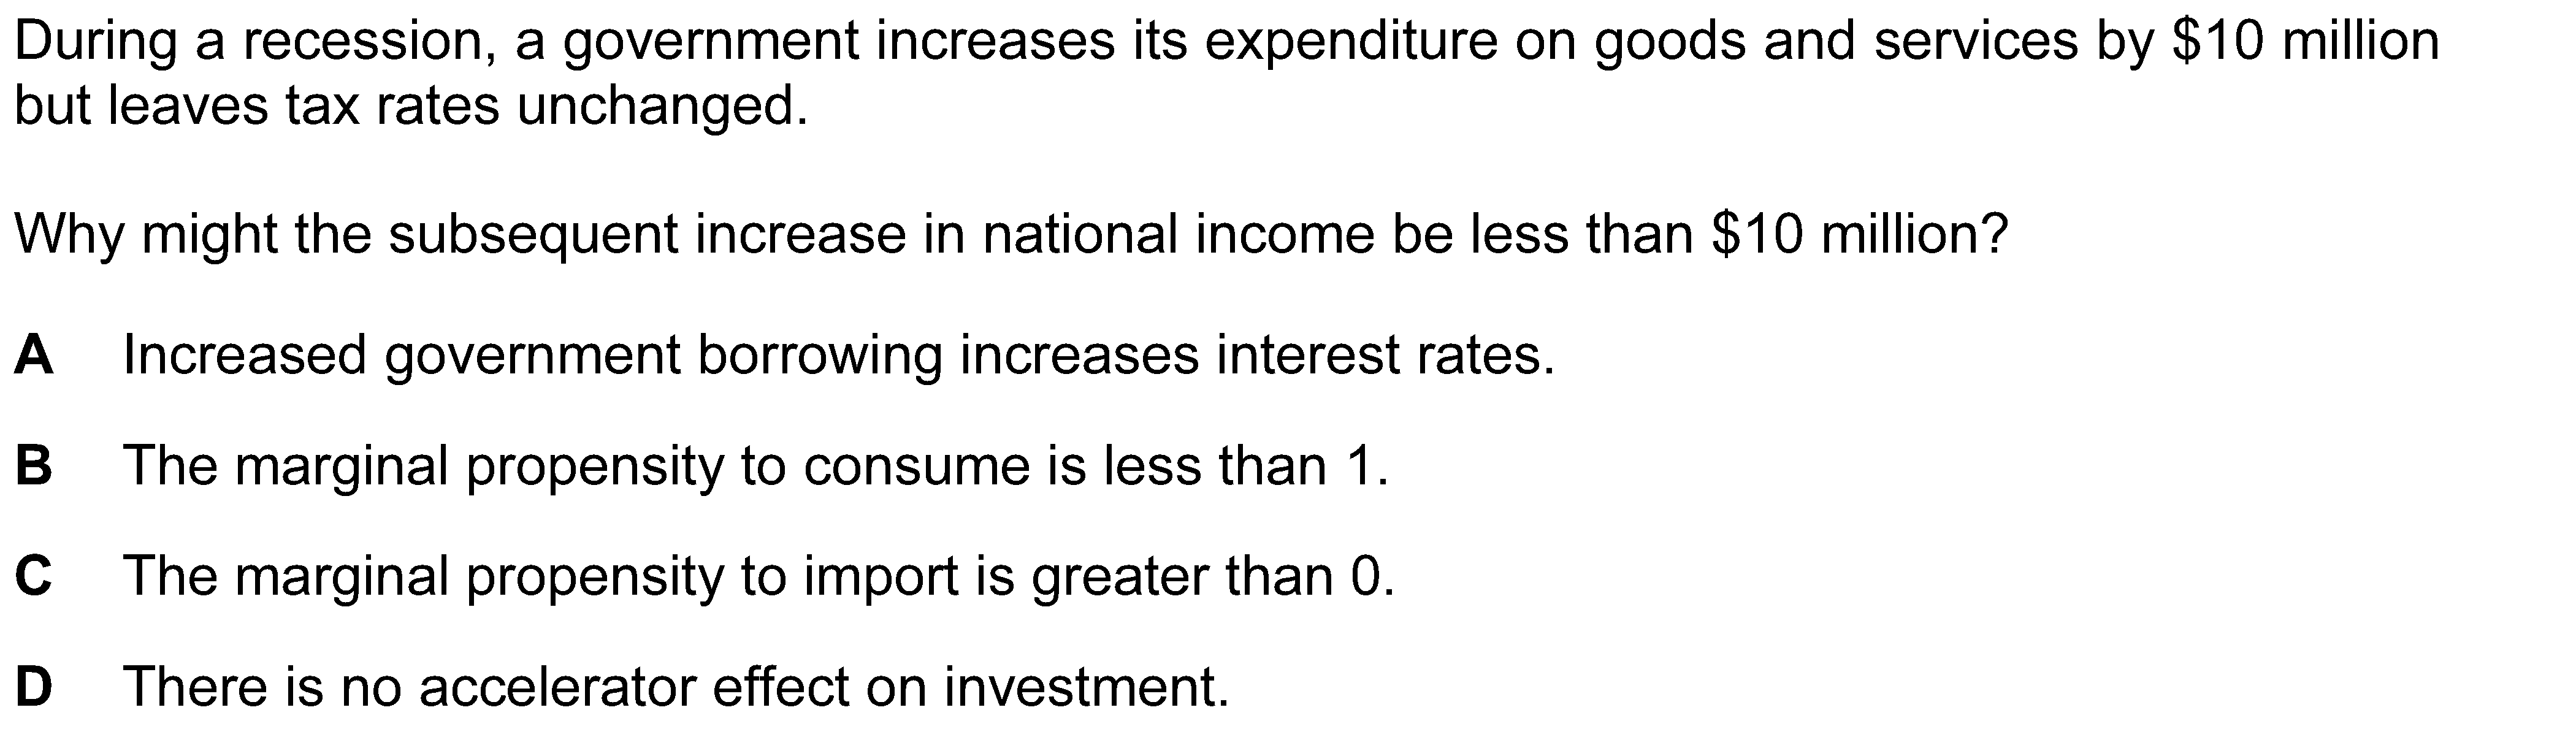 During a recession, a government increases its expenditure on goods and services by $10 million
but leaves tax rates unchanged.
Why might the subsequent increase in national income be less than $10 million?
A Increased government borrowing increases interest rates.
B The marginal propensity to consume is less than 1.
C The marginal propensity to import is greater than 0.
D There is no accelerator effect on investment.